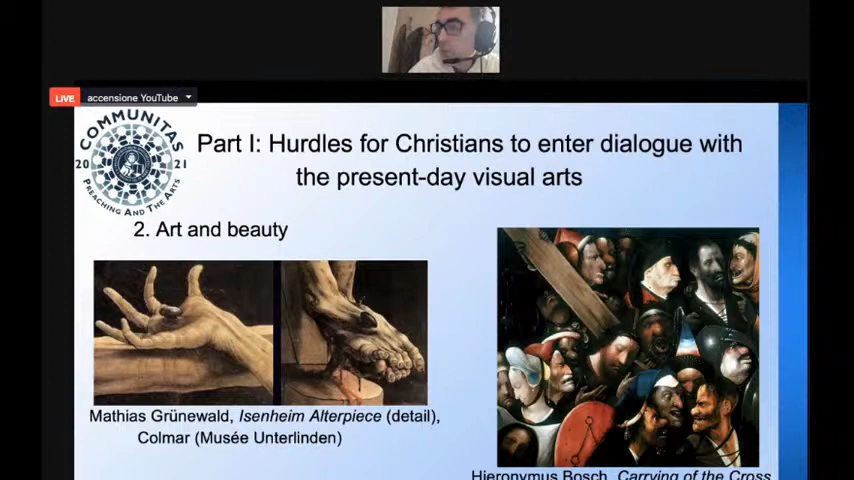 LIVE
accensione YouTube
COMMUNITAS
2021
PREACHING AND THE ARTS
Part I: Hurdles for Christians to enter dialogue with
the present-day visual arts
2. Art and beauty
Mathias Grünewald, Isenheim Alterpiece (detail),
Colmar (Musée Unterlinden)
Hieronymus Bosch, Carrying of the Cross